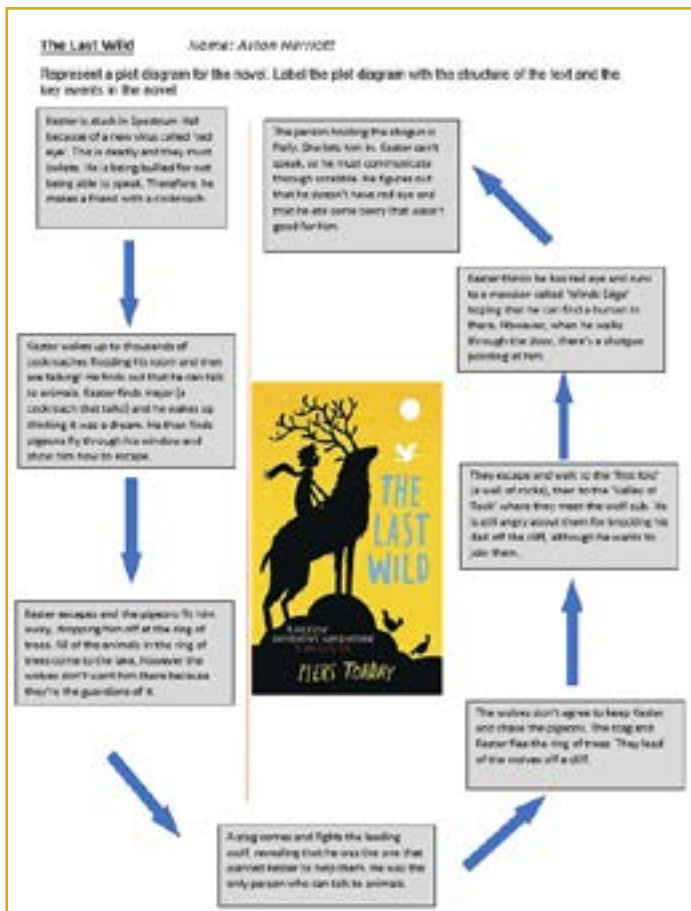 The Last Wild Name: Aston Marriott
Represent a plot diagram for the novel. Label the plot diagram with the structure of the text and the
key events in the novel
Kester is stuck in Spectrum Hall
because of a new virus called 'red
eye'. This is deadly and they must
isolate. He is being bullied for not
being able to speak. Therefore, he
makes a friend with a cockroach.
Kester wakes up to thousands of
cockroaches flooding his room and then
are talking! He finds out that he can talk
to animals. Kester finds major (a
cockroach that talks) and he wakes up
thinking it was a dream. He then finds
pigeons fly through his window and
show him how to escape.
Kester escapes and the pigeons fly him
away, dropping him off at the ring of
trees. All of the animals in the ring of
trees come to the lake, however the
wolves don't want him there because
they're the guardians of it.
A stag comes and fights the leading
wolf, revealing that he was the one that
wanted Kester to help them. He was the
only person who can talk to animals.
The wolves don't agree to keep Kester
and chase the pigeons. The stag and
Kester flee the ring of trees. They lead
of the wolves off a cliff.
They escape and walk to the 'first fold'
(a wall of rocks), then to the 'Valley of
Rock' where they meet the wolf cub. He
is still angry about them for knocking his
dad off the cliff, although he wants to
join them.
Kester thinks he has red eye and runs
to a mansion called 'Winds Edge'
hoping that he can find a human in
there. However, when he walks
through the door, there's a shotgun
pointing at him.
The person holding the shotgun is
Polly. She lets him in. Kester can't
speak, so he must communicate
through scrabble. He figures out
that he doesn't have red eye and
that he ate some berry that wasn't
good for him.
THE
LAST
WILD
PIERS TORDAY